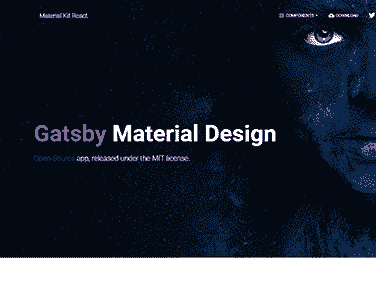 Material Kit React
COMPONENTS DOWNLOAD
Gatsby Material Design
Open-Source app, released under the MIT license.